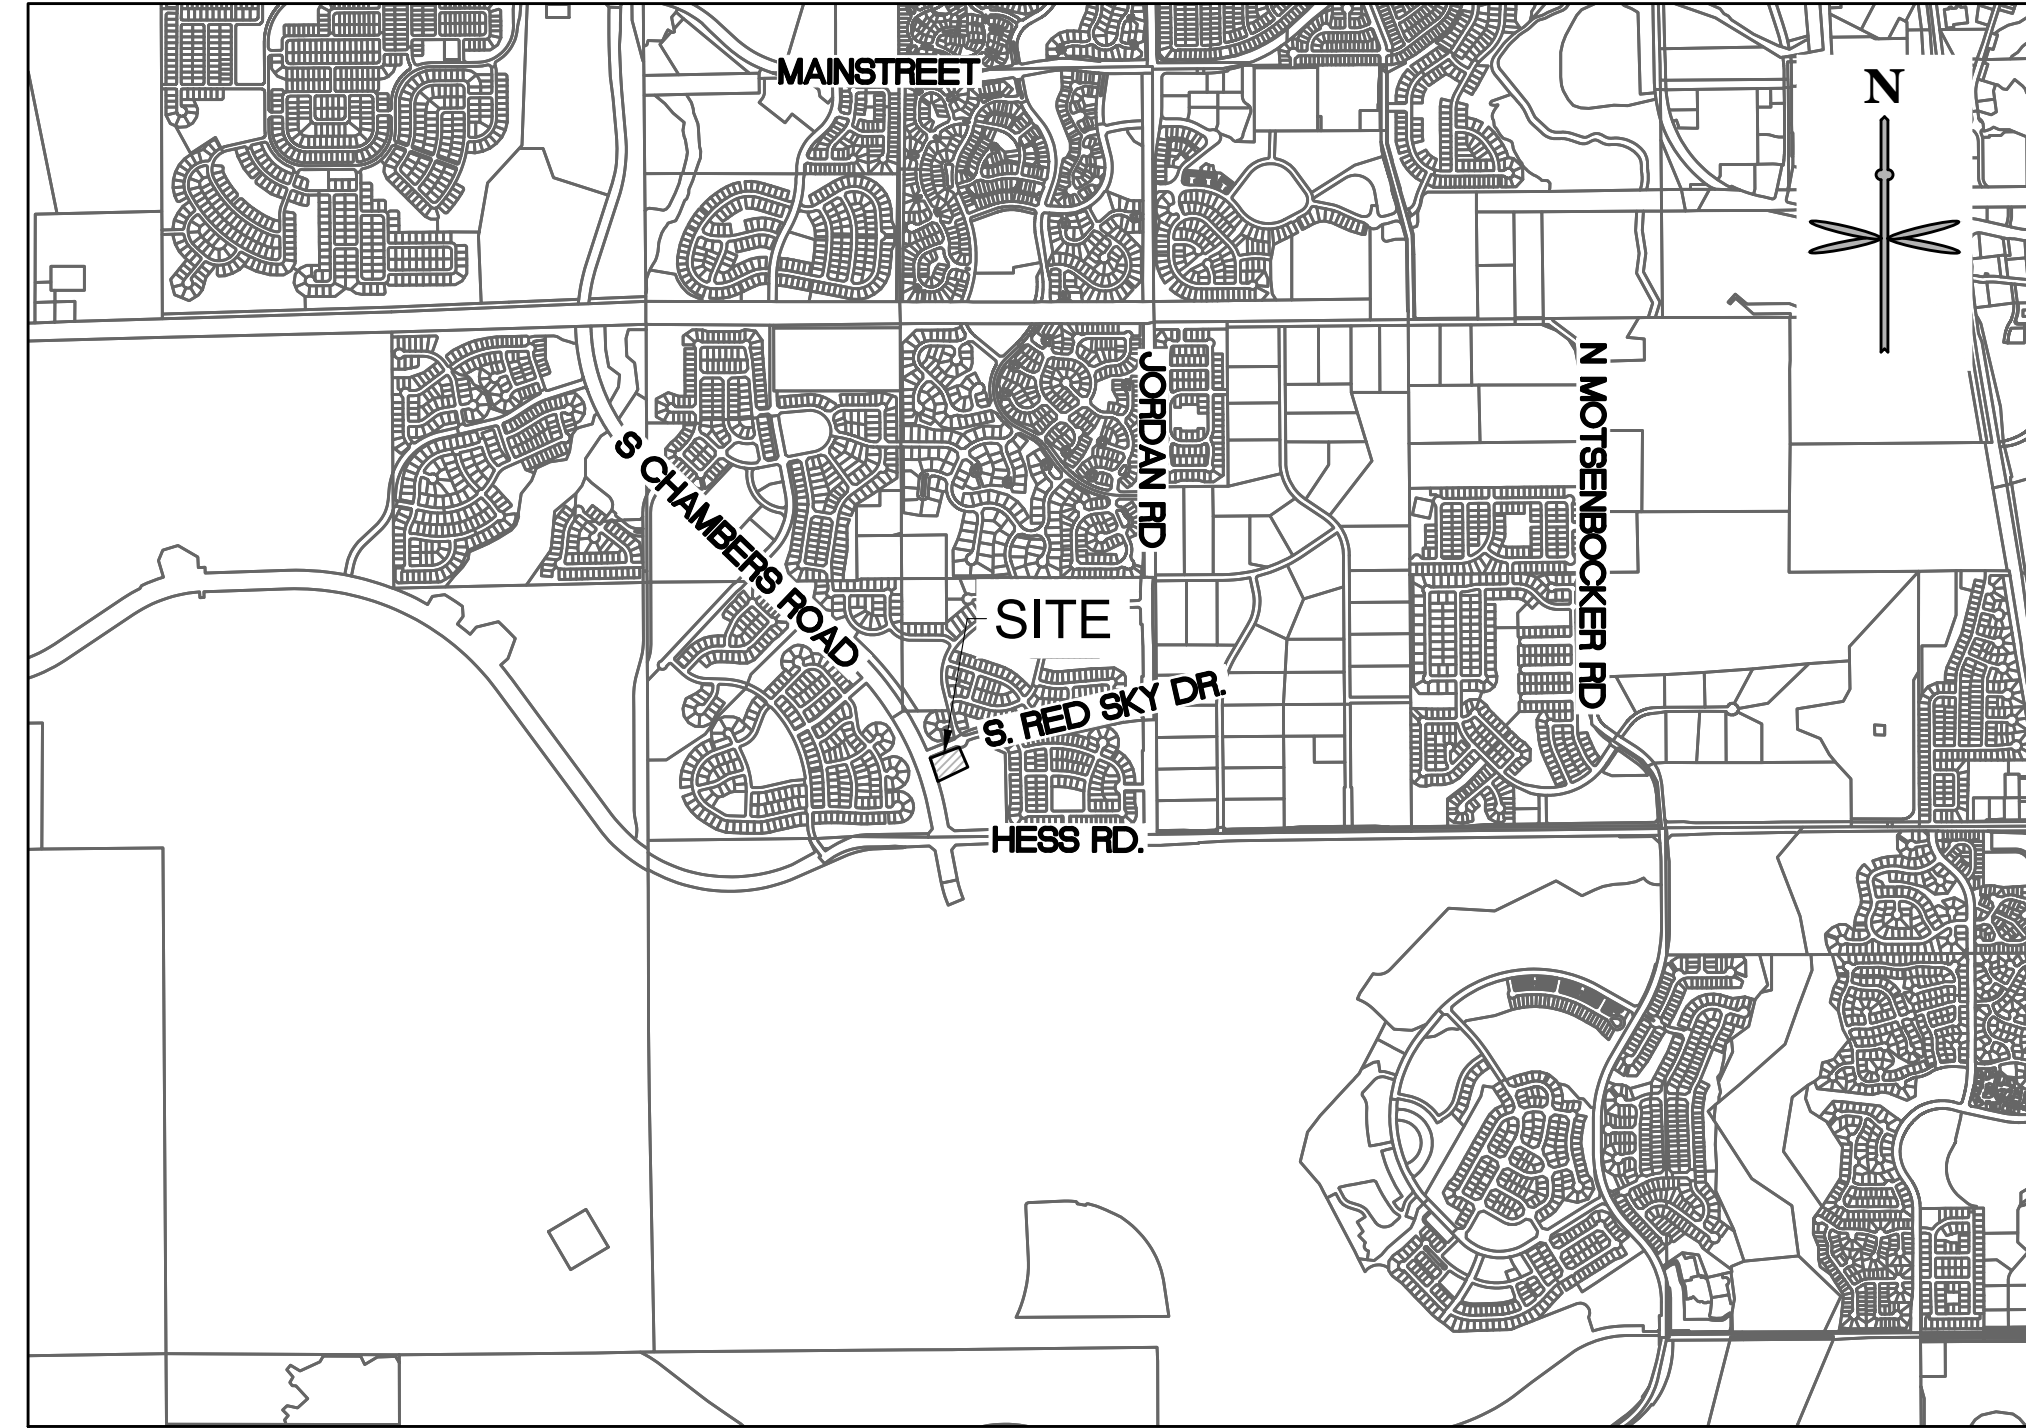 MAINSTREET
N
JORDAN RD
N MOTSENBOCKER RD
S CHAMBERS ROAD
SITE
S. RED SKY DR.
HESS RD.